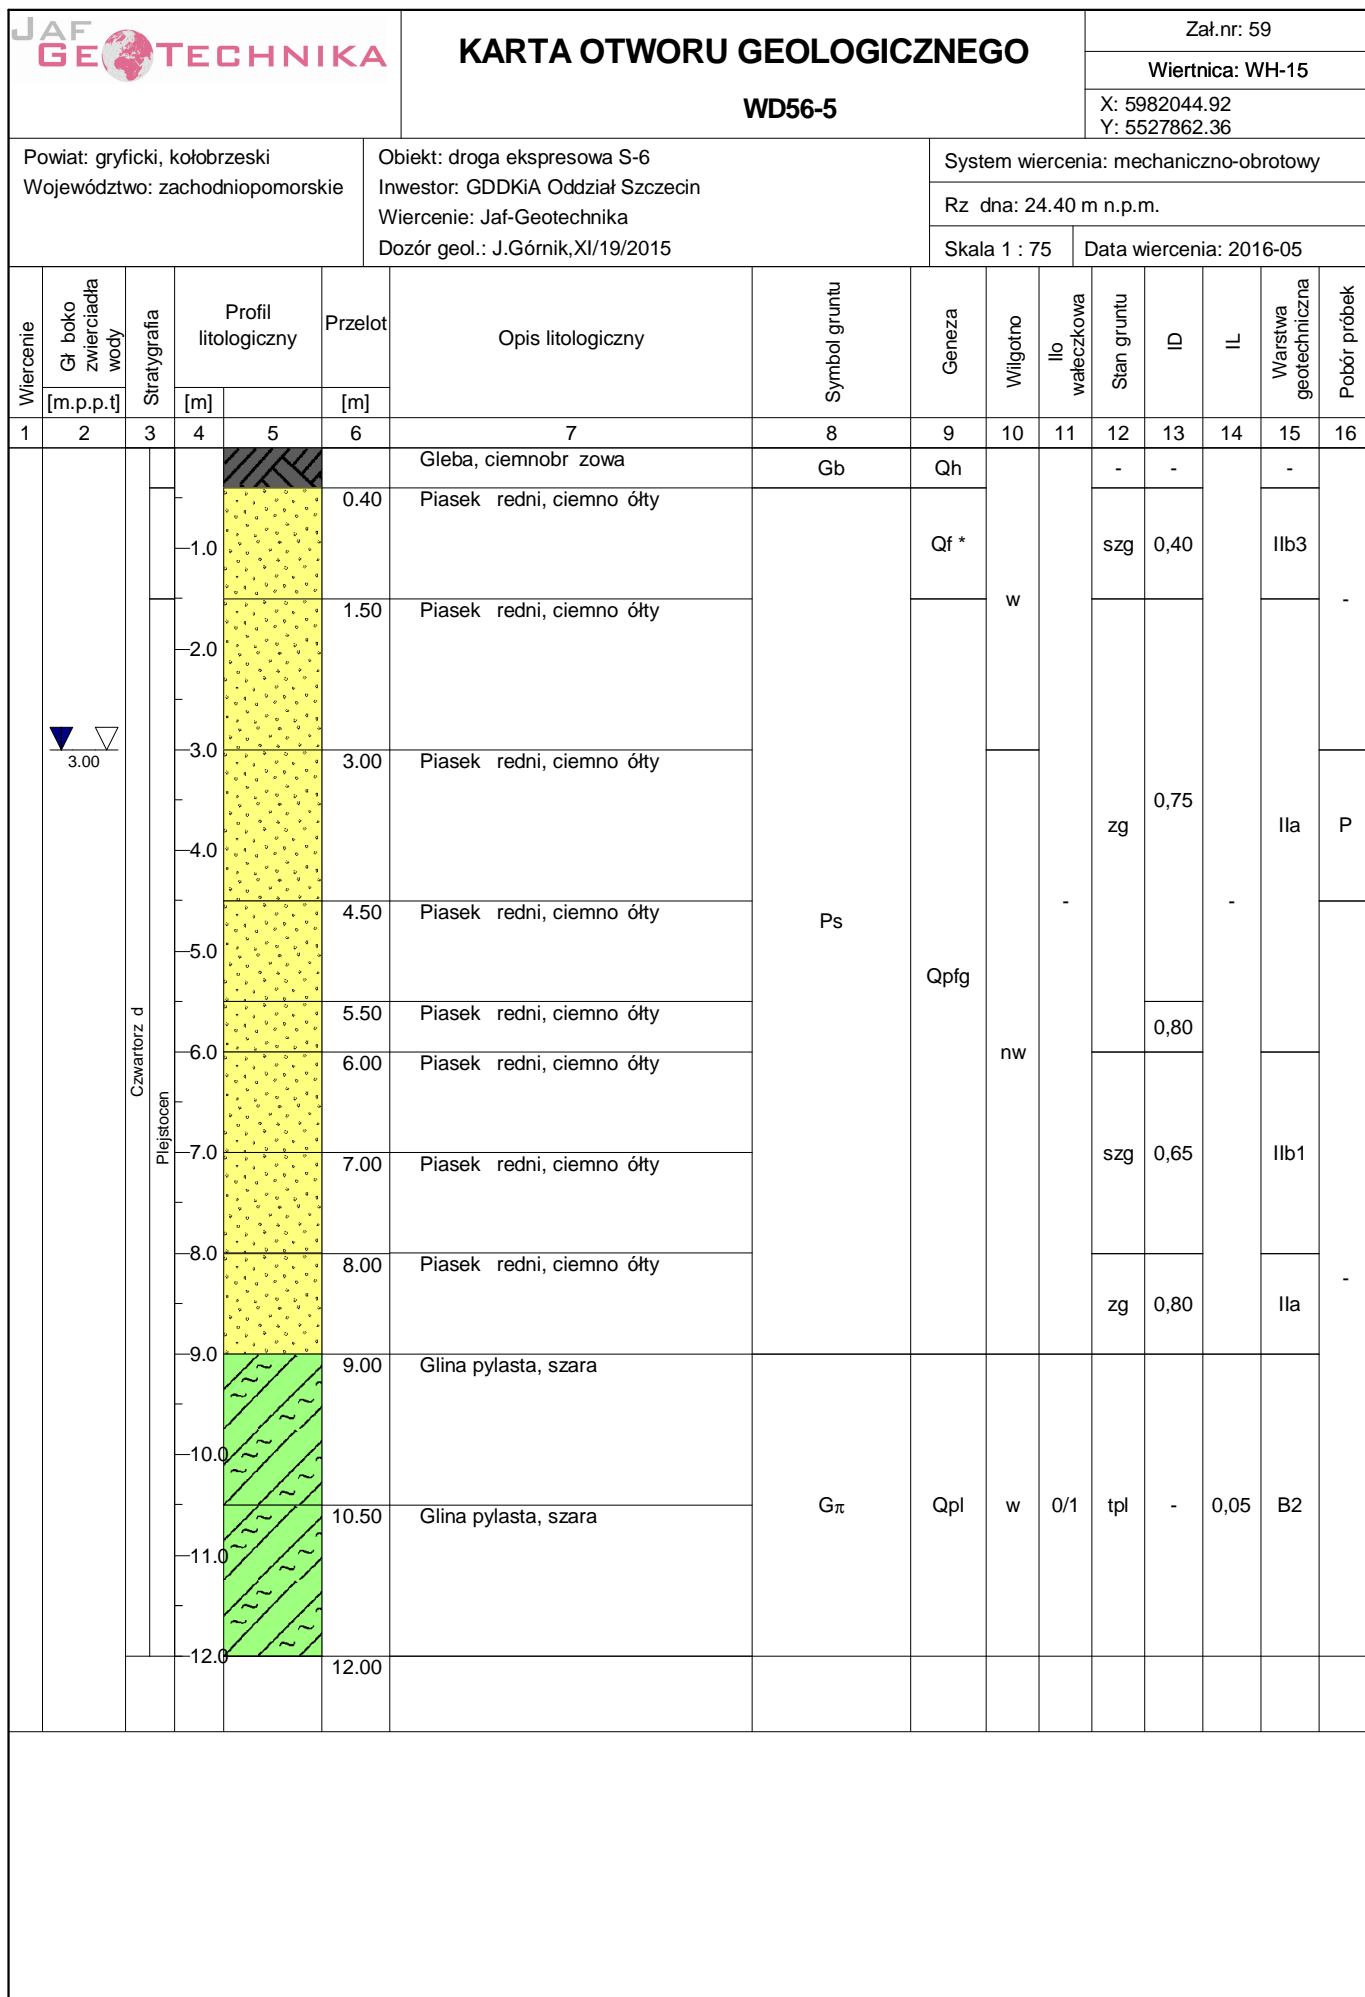 JAF
GEOTECHNIKA
KARTA OTWORU GEOLOGICZNEGO
WD56-5
Zał.nr: 59
Wiertnica: WH-15
X: 5982044.92
Y: 5527862.36
Powiat: gryficki, kołobrzeski
Województwo: zachodniopomorskie
Obiekt: droga ekspresowa S-6
Inwestor: GDDKiA Oddział Szczecin
Wiercenie: Jaf-Geotechnika
Dozór geol.: J.Górnik,XI/19/2015
System wiercenia: mechaniczno-obrotowy
Rz dna: 24.40 m n.p.m.
Skala 1 : 75
Data wiercenia: 2016-05
Wiercenie
Gł boko
zwierciadła
wody
[m.p.p.t]
Stratygrafia
Profil
litologiczny
[m]
Przelot
[m]
Opis litologiczny
Symbol gruntu
Geneza
Wilgotno
Ilo
wałeczkowa
Stan gruntu
ID
IL
Warstwa
geotechniczna
Pobór próbek
1 2 3 4 5 6 7 8 9 10 11 12 13 14 15 16
Gleba, ciemnobr zowa
Gb Qh - - -
0.40 Piasek redni, ciemno ółty
-1.0
Qf * szg 0,40 IIb3
w
-
1.50 Piasek redni, ciemno ółty
-2.0
-3.0
3.00
3.00 Piasek redni, ciemno ółty
0,75
zg
IIa P
-4.0
4.50 Piasek redni, ciemno ółty
Ps
-
-
-5.0
Qpfg
5.50 Piasek redni, ciemno ółty
0,80
Czwartorz d
nw
-6.0
6.00 Piasek redni, ciemno ółty
Plejstocen
-7.0
7.00 Piasek redni, ciemno ółty
szg 0,65 IIb1
-8.0
8.00 Piasek redni, ciemno ółty
-
zg 0,80 IIa
-9.0
9.00 Glina pylasta, szara
-10.0
10.50 Glina pylasta, szara
Gπ Qpl w 0/1 tpl - 0,05 B2
-11.0
-12.0
12.00